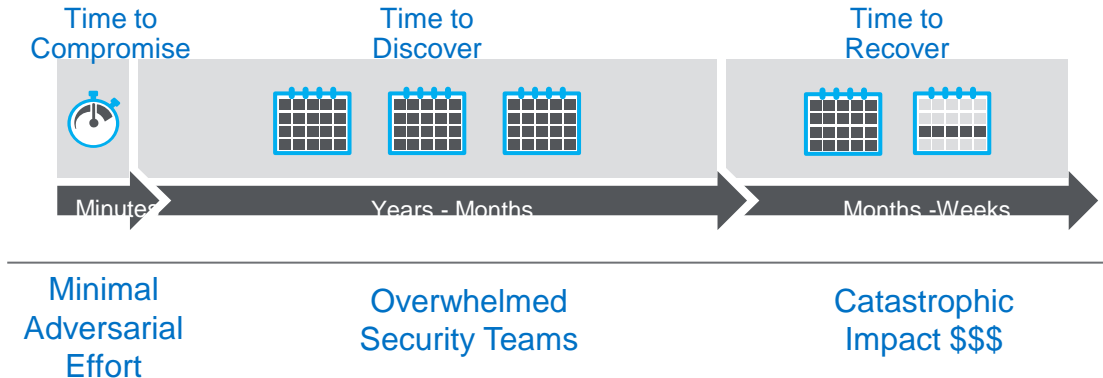 Time to
Compromise
Time to
Discover
Time to
Recover
Minutes
Years - Months
Months -Weeks
Minimal
Adversarial
Effort
Overwhelmed
Security Teams
Catastrophic
Impact $$$